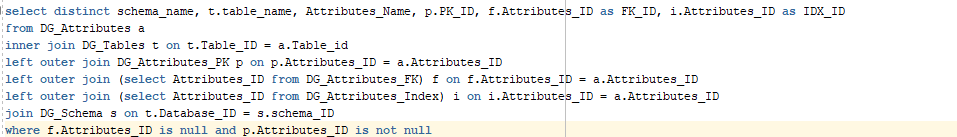 select distinct schema_name, t.table_name, Attributes_Name, p.PK_ID, f.Attributes_ID as FK_ID, i.Attributes_ID as IDX_ID
from DG_Attributes a
inner join DG_Tables t on t.Table_ID = a.Table_id
left outer join DG_Attributes_PK p on p.Attributes_ID = a.Attributes_ID
left outer join (select Attributes_ID from DG_Attributes_FK) f on f.Attributes_ID = a.Attributes_ID
left outer join (select Attributes_ID from DG_Attributes_Index) i on i.Attributes_ID = a.Attributes_ID
join DG_Schema s on t.Database_ID = s.schema_ID
where f.Attributes_ID is null and p.Attributes_ID is not null